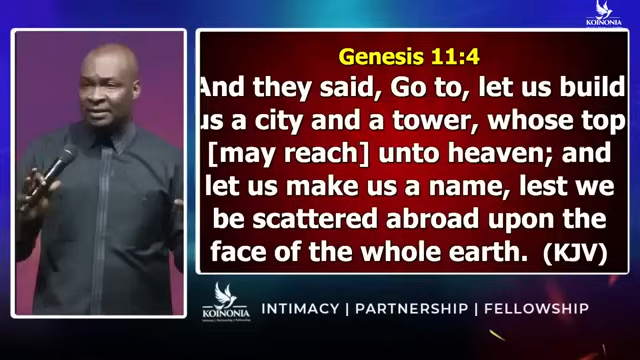 KOINONIA
Genesis 11:4
And they said, Go to, let us build
us a city and a tower, whose top
[may reach] unto heaven; and
let us make us a name, lest we
be scattered abroad upon the
face of the whole earth. (KJV)
KOINONIA
INTIMACY | PARTNERSHIP | FELLOWSHIP